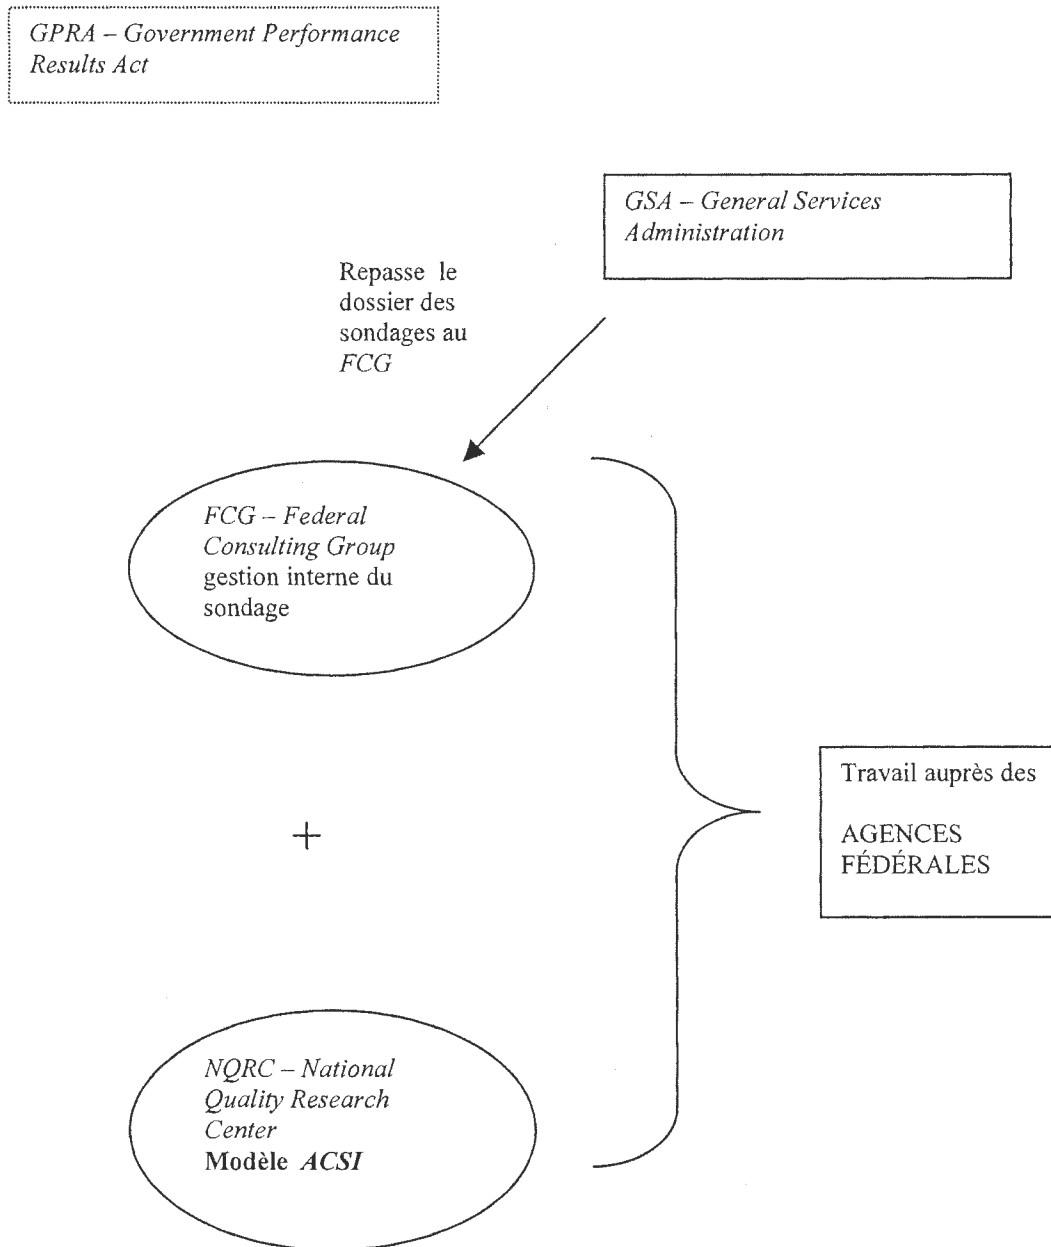 GPRA – Government Performance
Results Act
GSA – General Services
Administration
Repasse le
dossier des
sondages au
FCG
FCG – Federal
Consulting Group
gestion interne du
sondage
+
Travail auprès des
AGENCES
FÉDÉRALES
NQRC – National
Quality Research
Center
Modèle ACSI